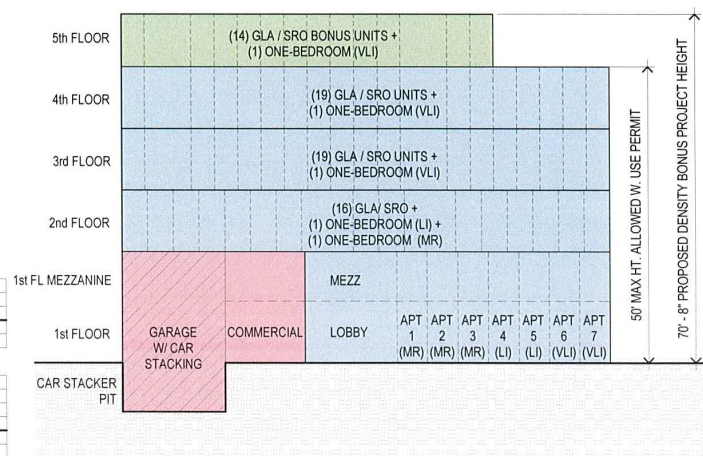 5th FLOOR
(14) GLA / SRO BONUS UNITS +
(1) ONE-BEDROOM (VLI)
4th FLOOR
(19) GLA / SRO UNITS +
(1) ONE-BEDROOM (VLI)
3rd FLOOR
(19) GLA / SRO UNITS +
(1) ONE-BEDROOM (VLI)
2nd FLOOR
(16) GLA/ SRO +
(1) ONE-BEDROOM (LI) +
(1) ONE-BEDROOM (MR)
1st FL MEZZANINE
MEZZ
1st FLOOR
GARAGE
W/ CAR
STACKING
COMMERCIAL
LOBBY
APT
1
(MR)
APT
2
(MR)
APT
3
(MR)
APT
4
(LI)
APT
5
(LI)
APT
6
(VLI)
APT
7
(VLI)
CAR STACKER
PIT
50' MAX HT. ALLOWED W. USE PERMIT
70' - 8" PROPOSED DENSITY BONUS PROJECT HEIGHT